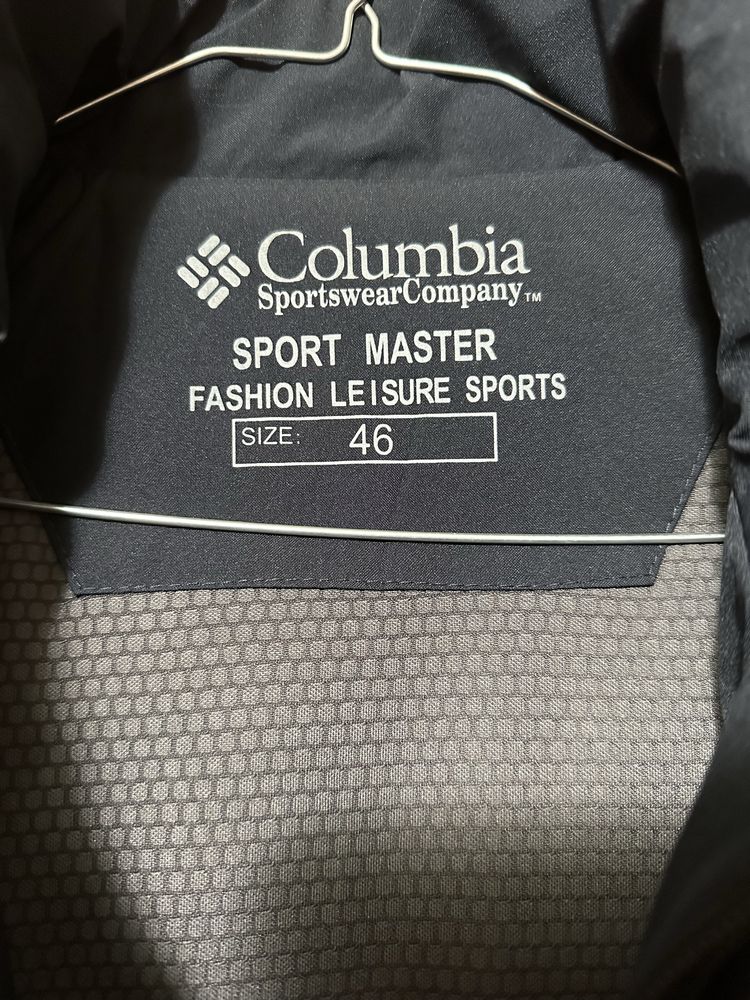 Columbia
SportswearCompany™
SPORT MASTER
FASHION LEISURE SPORTS
SIZE: 46